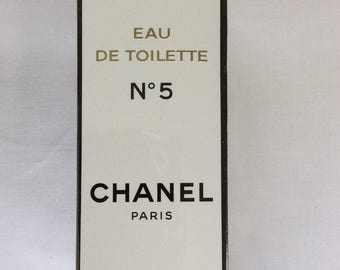 EAU
DE TOILETTE
N°5
CHANEL
PARIS